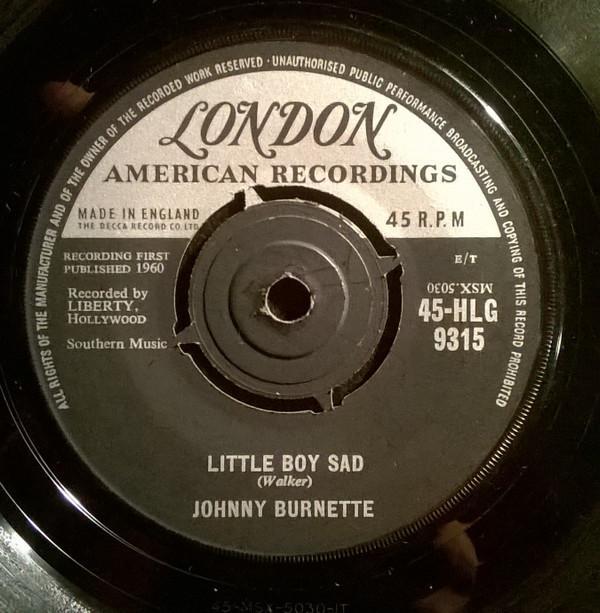 ALL RIGHTS OF THE MANUFACTURER AND OF THE OWNER OF THE RECORDED WORK RESERVED · UNAUTHORISED PUBLIC PERFORMANCE BROADCASTING AND COPYING OF THIS RECORD PROHIBITED
LONDON
AMERICAN RECORDINGS
MADE IN ENGLAND
THE DECCA RECORD CO. LTD.
45 R.P.M
RECORDING FIRST
PUBLISHED 1960
E/T
Recorded by
LIBERTY,
HOLLYWOOD
MSX.5030
45-HLG
9315
Southern Music
LITTLE BOY SAD
(Walker)
JOHNNY BURNETTE
45-MSX-5030-1T